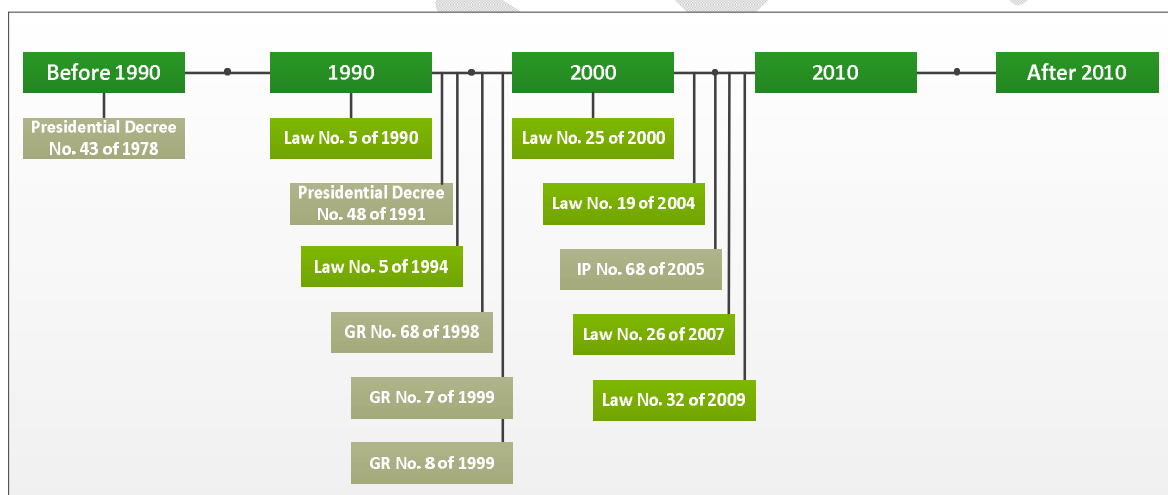 Before 1990
1990
2000
2010
After 2010
Presidential Decree
No. 43 of 1978
Law No. 5 of 1990
Law No. 25 of 2000
Presidential Decree
No. 48 of 1991
Law No. 19 of 2004
Law No. 5 of 1994
IP No. 68 of 2005
GR No. 68 of 1998
Law No. 26 of 2007
GR No. 7 of 1999
Law No. 32 of 2009
GR No. 8 of 1999